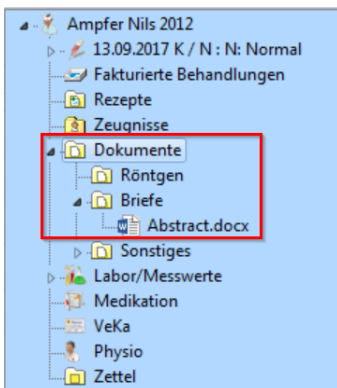 Ampfer Nils 2012
13.09.2017 K / N : N: Normal
Fakturierte Behandlungen
Rezepte
Zeugnisse
Dokumente
Röntgen
Briefe
Abstract.docx
Sonstiges
Labor/Messwerte
Medikation
VeKa
Physio
Zettel